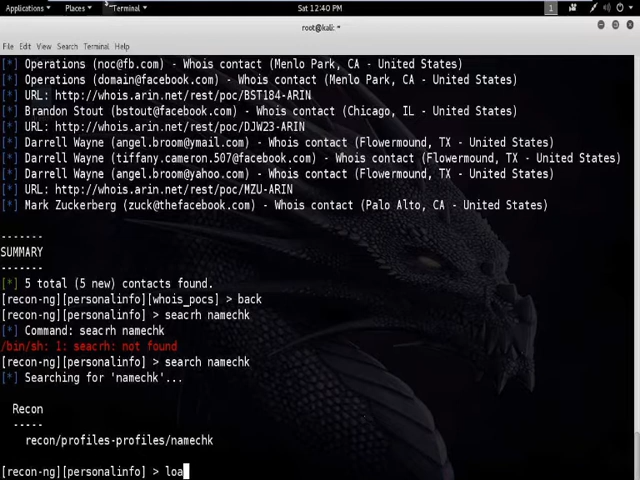 Applications Places Terminal Sat 12:40 PM 1
root@kali: ~
File Edit View Search Terminal Help
[*] Operations (noc@fb.com) - Whois contact (Menlo Park, CA - United States)
[*] Operations (domain@facebook.com) - Whois contact (Menlo Park, CA - United States)
[*] URL: http://whois.arin.net/rest/poc/BST184-ARIN
[*] Brandon Stout (bstout@facebook.com) - Whois contact (Chicago, IL - United States)
[*] URL: http://whois.arin.net/rest/poc/DJW23-ARIN
[*] Darrell Wayne (angel.broom@ymail.com) - Whois contact (Flowermound, TX - United States)
[*] Darrell Wayne (tiffany.cameron.507@facebook.com) - Whois contact (Flowermound, TX - United States)
[*] Darrell Wayne (angel.broom@yahoo.com) - Whois contact (Flowermound, TX - United States)
[*] URL: http://whois.arin.net/rest/poc/MZU-ARIN
[*] Mark Zuckerberg (zuck@thefacebook.com) - Whois contact (Palo Alto, CA - United States)
-------
SUMMARY
-------
[*] 5 total (5 new) contacts found.
[recon-ng][personalinfo][whois_pocs] > back
[recon-ng][personalinfo] > seacrh namechk
[*] Command: seacrh namechk
/bin/sh: 1: seacrh: not found
[recon-ng][personalinfo] > search namechk
[*] Searching for 'namechk'...
Recon
-----
recon/profiles-profiles/namechk
[recon-ng][personalinfo] > loa